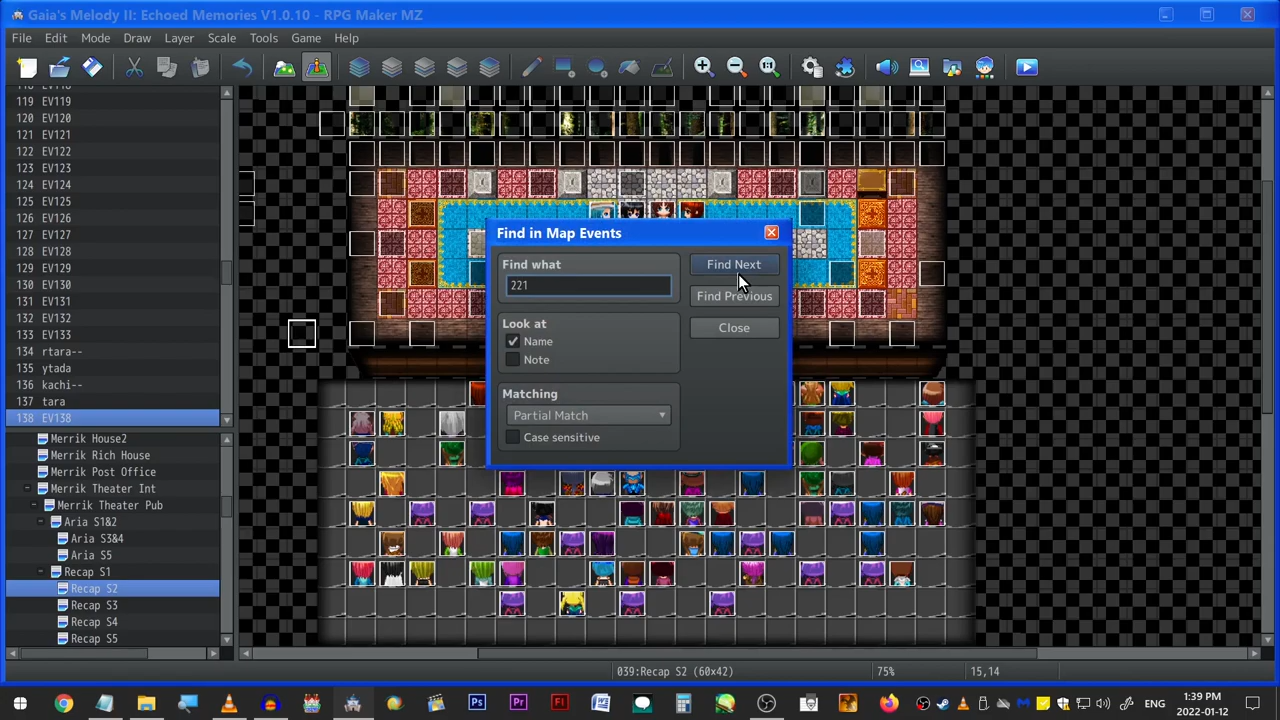 Gaia's Melody II: Echoed Memories V1.0.10 - RPG Maker MZ
File Edit Mode Draw Layer Scale Tools Game Help
119 EV119
120 EV120
121 EV121
122 EV122
123 EV123
124 EV124
125 EV125
126 EV126
127 EV127
128 EV128
129 EV129
130 EV130
131 EV131
132 EV132
133 EV133
134 rtara--
135 ytada
136 kachi--
137 tara
138 EV138
Merrik House2
Merrik Rich House
Merrik Post Office
Merrik Theater Int
Merrik Theater Pub
Aria S1&2
Aria S3&4
Aria S5
Recap S1
Recap S2
Recap S3
Recap S4
Recap S5
Find in Map Events
Find what
221
Find Next
Find Previous
Close
Look at
Name
Note
Matching
Partial Match
Case sensitive
039:Recap S2 (60x42) 75% 15,14
1:39 PM
ENG
2022-01-12